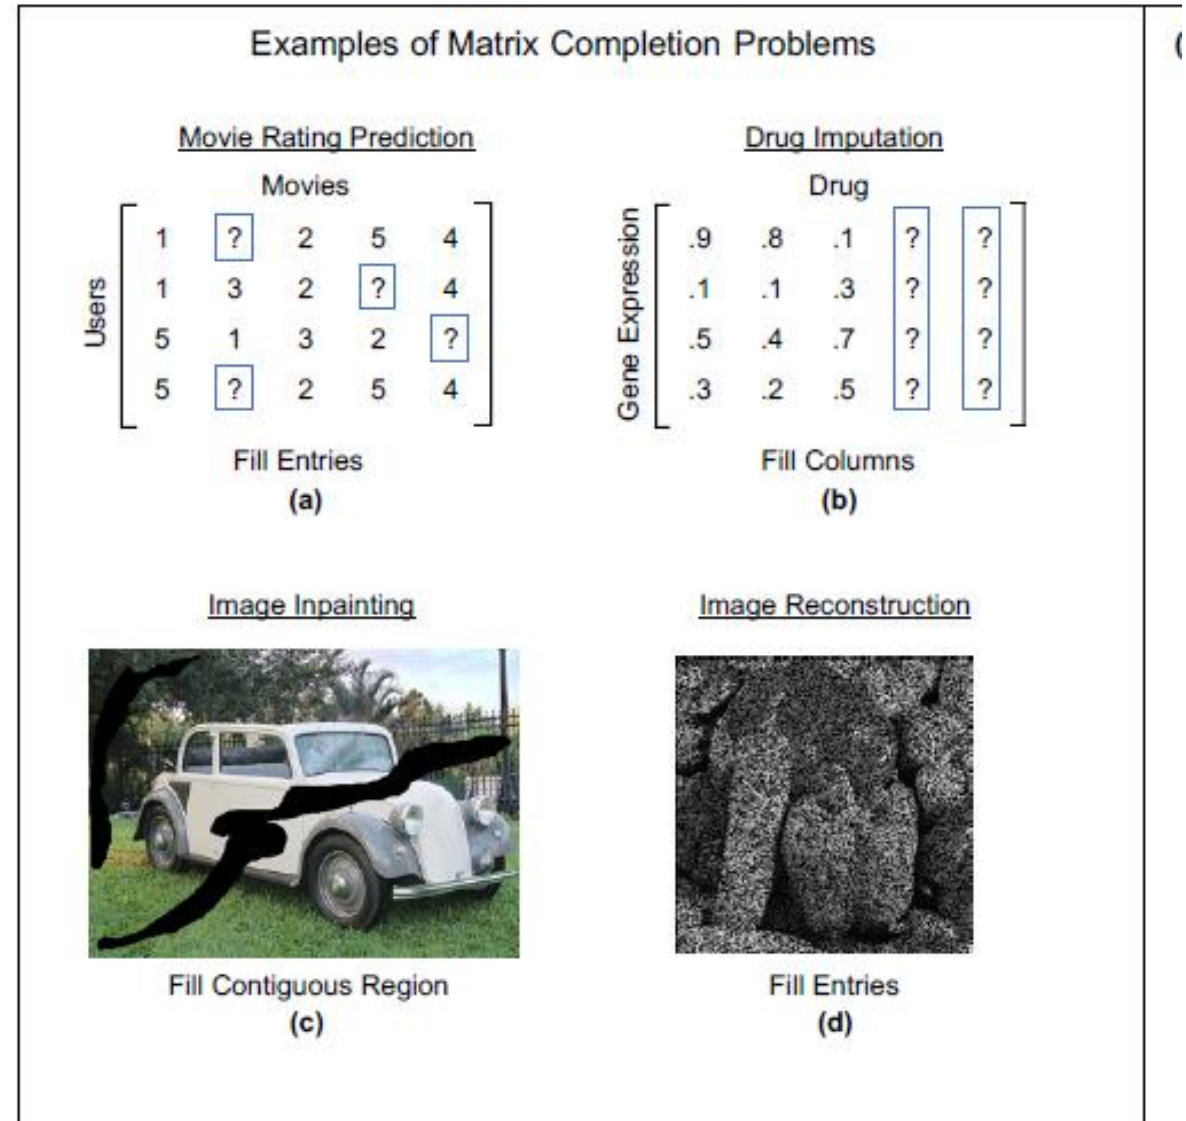 Examples of Matrix Completion Problems
(
Movie Rating Prediction
Movies
Users
1 ? 2 5 4
1 3 2 ? 4
5 1 3 2 ?
5 ? 2 5 4
Fill Entries
(a)
Drug Imputation
Drug
Gene Expression
.9 .8 .1 ? ?
.1 .1 .3 ? ?
.5 .4 .7 ? ?
.3 .2 .5 ? ?
Fill Columns
(b)
Image Inpainting
Fill Contiguous Region
(c)
Image Reconstruction
Fill Entries
(d)